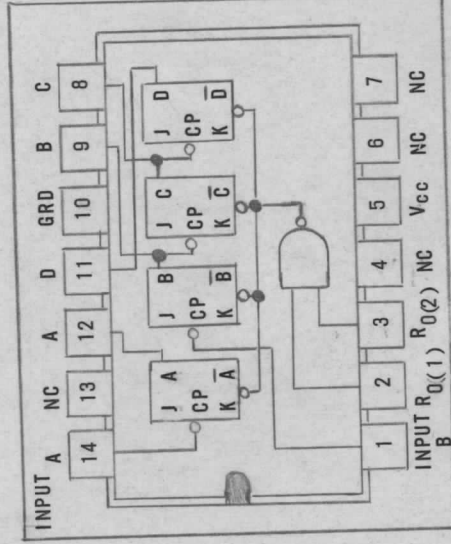 INPUT
A NC A D GRD B C
14 13 12 11 10 9 8
J A J B J C J D
CP CP CP CP
K A̅ K B̅ K C̅ K D̅
1 2 3 4 5 6 7
INPUT R0((1) R0(2) NC Vcc NC NC
B